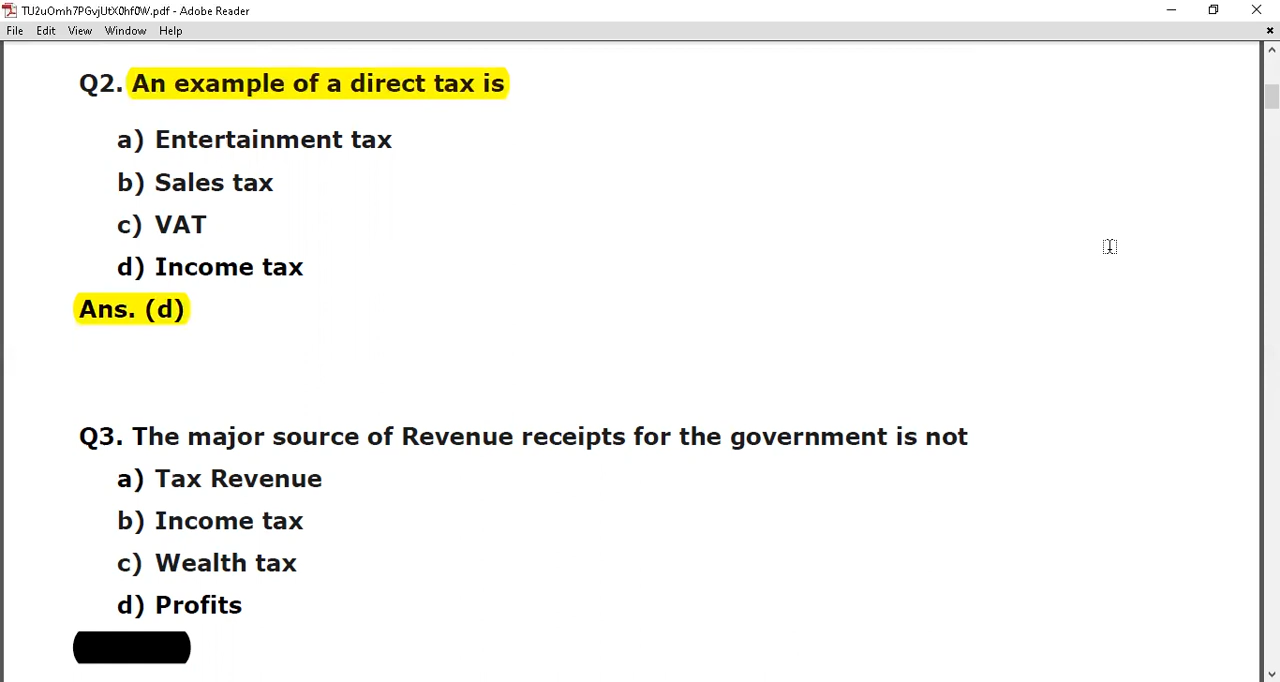 TU2uOmh7PGvjUtX0hf0W.pdf - Adobe Reader
File Edit View Window Help
Q2. An example of a direct tax is
a) Entertainment tax
b) Sales tax
c) VAT
d) Income tax
Ans. (d)
Q3. The major source of Revenue receipts for the government is not
a) Tax Revenue
b) Income tax
c) Wealth tax
d) Profits